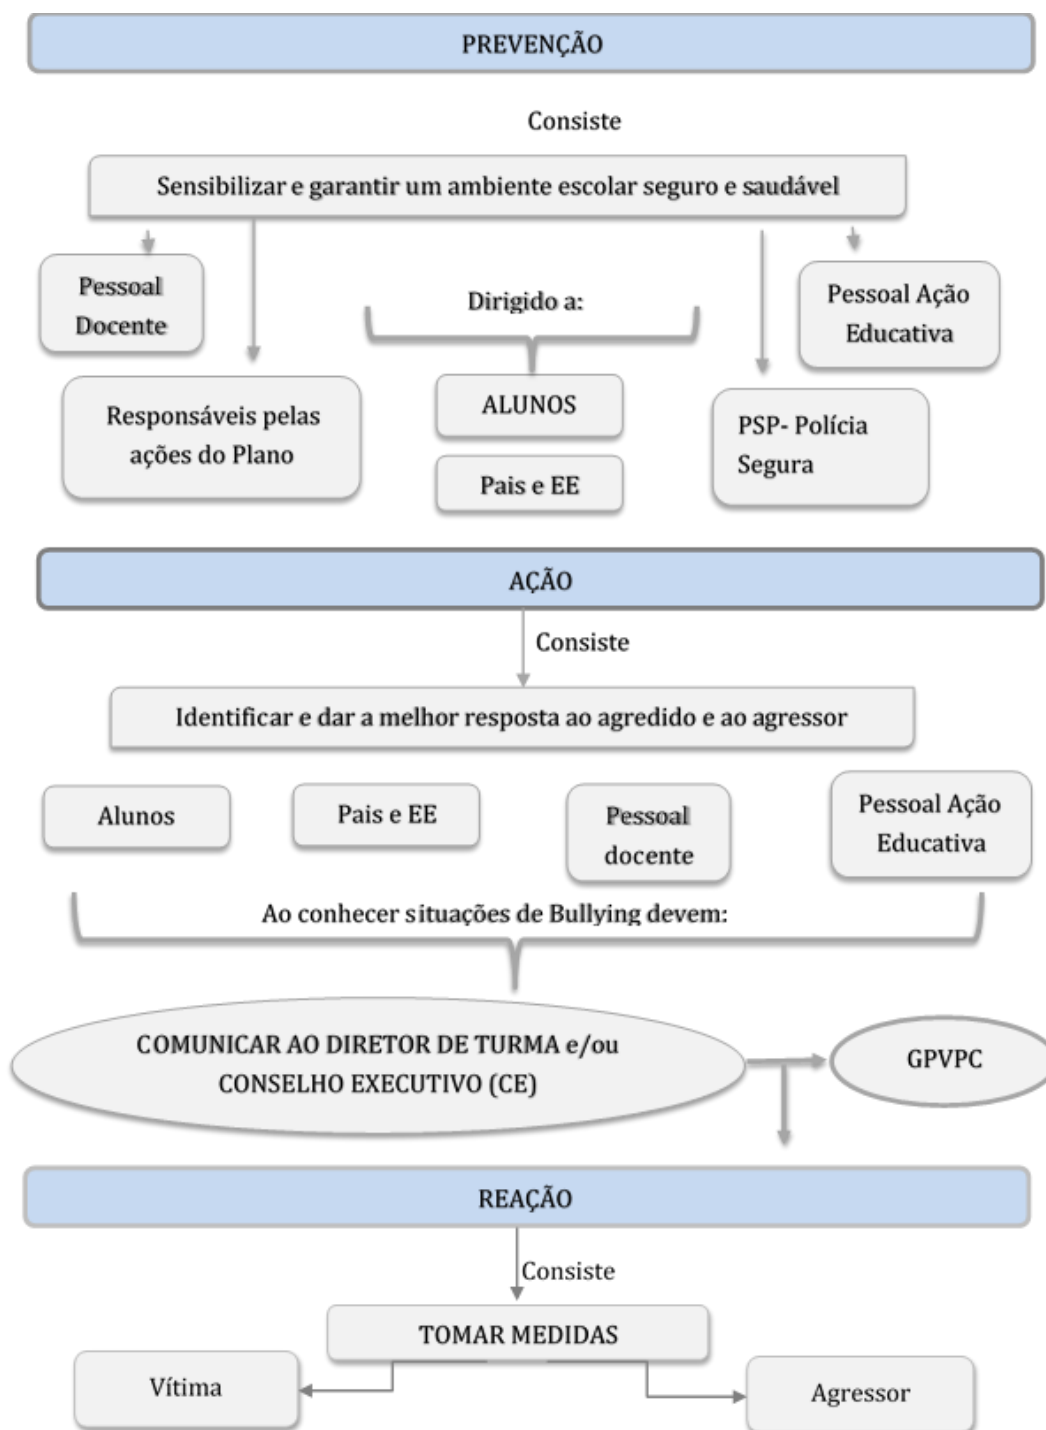 PREVENÇÃO
Consiste
Sensibilizar e garantir um ambiente escolar seguro e saudável
Pessoal
Docente
Dirigido a:
Pessoal Ação
Educativa
Responsáveis pelas
ações do Plano
ALUNOS
PSP- Polícia
Segura
Pais e EE
AÇÃO
Consiste
Identificar e dar a melhor resposta ao agredido e ao agressor
Alunos
Pais e EE
Pessoal
docente
Pessoal Ação
Educativa
Ao conhecer situações de Bullying devem:
COMUNICAR AO DIRETOR DE TURMA e/ou
CONSELHO EXECUTIVO (CE)
GPVPC
REAÇÃO
Consiste
TOMAR MEDIDAS
Vítima
Agressor